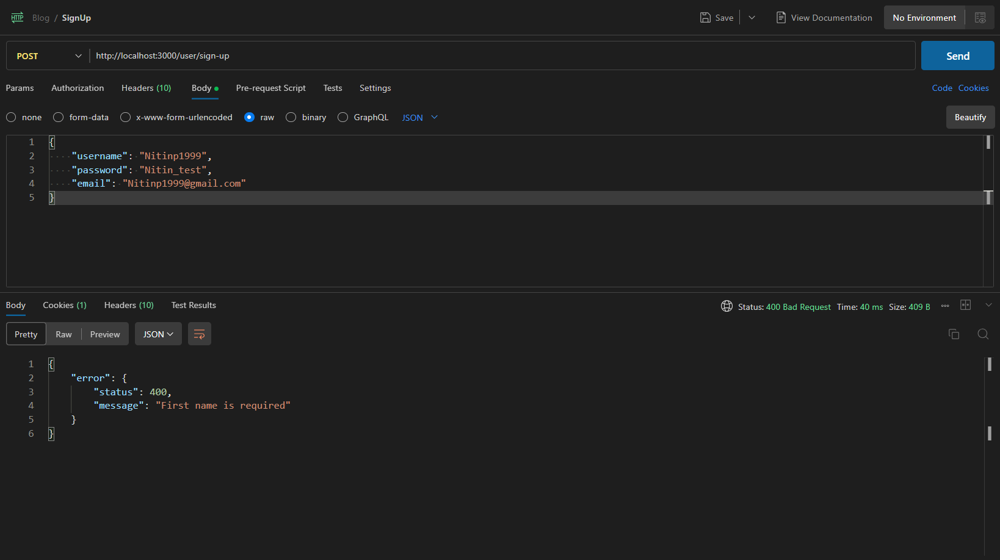 HTTP Blog / SignUp Save View Documentation No Environment
POST http://localhost:3000/user/sign-up Send
Params Authorization Headers (10) Body Pre-request Script Tests Settings Code Cookies
none form-data x-www-form-urlencoded raw binary GraphQL JSON Beautify
1 {
2 "username": "Nitinp1999",
3 "password": "Nitin_test",
4 "email": "Nitinp1999@gmail.com"
5 }
Body Cookies (1) Headers (10) Test Results Status: 400 Bad Request Time: 40 ms Size: 409 B
Pretty Raw Preview JSON
1 {
2 "error": {
3 "status": 400,
4 "message": "First name is required"
5 }
6 }